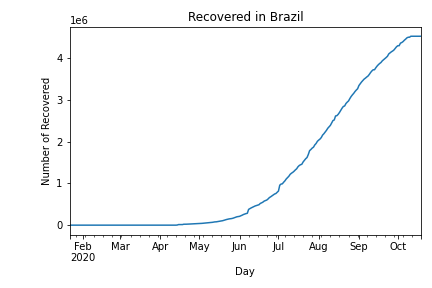 Recovered in Brazil
1e6
4
3
2
1
0
Number of Recovered
Feb Mar Apr May Jun Jul Aug Sep Oct
2020
Day